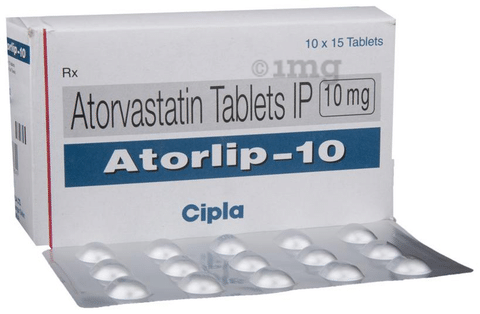 10 x 15 Tablets
©1mg
Rx
Atorvastatin Tablets IP 10 mg
Atorlip-10
Cipla